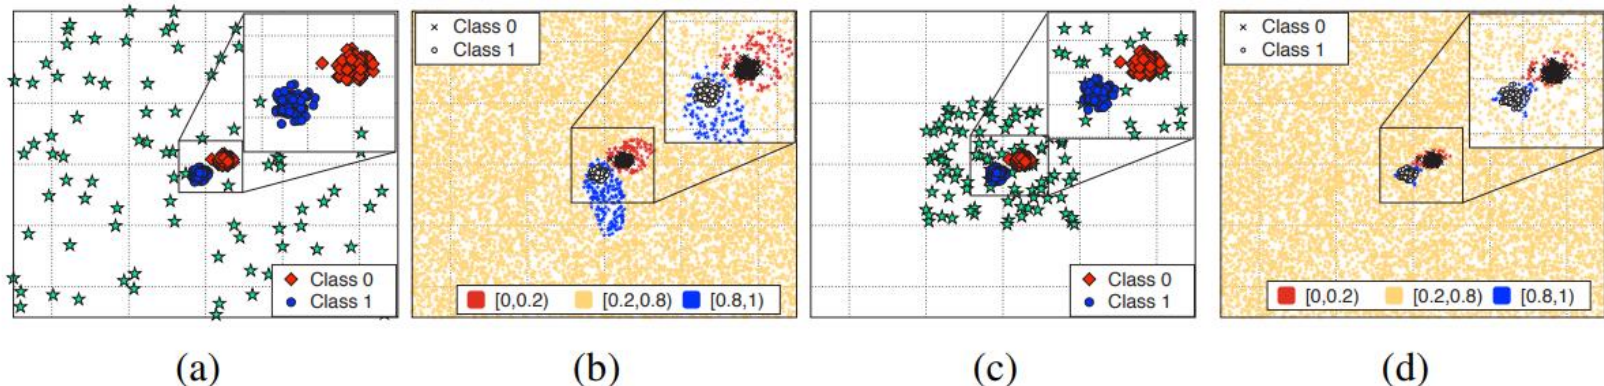 Class 0
Class 1
(a)
Class 0
Class 1
[0,0.2) [0.2,0.8) [0.8,1)
(b)
Class 0
Class 1
(c)
Class 0
Class 1
[0,0.2) [0.2,0.8) [0.8,1)
(d)